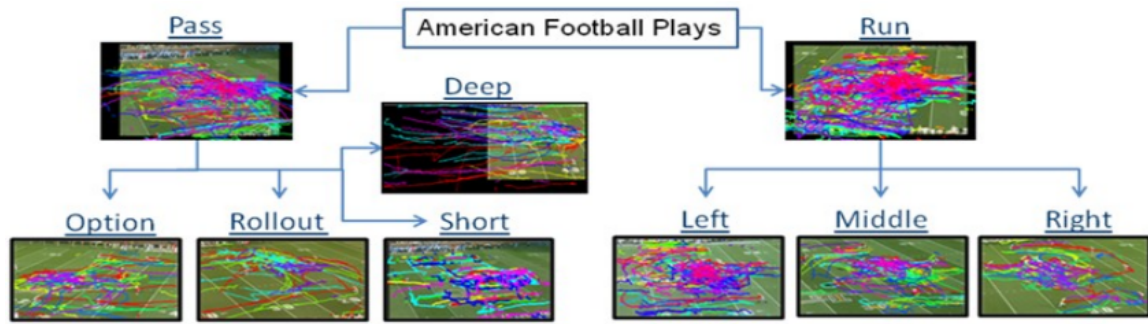 American Football Plays
Pass
Run
Deep
Option
Rollout
Short
Left
Middle
Right